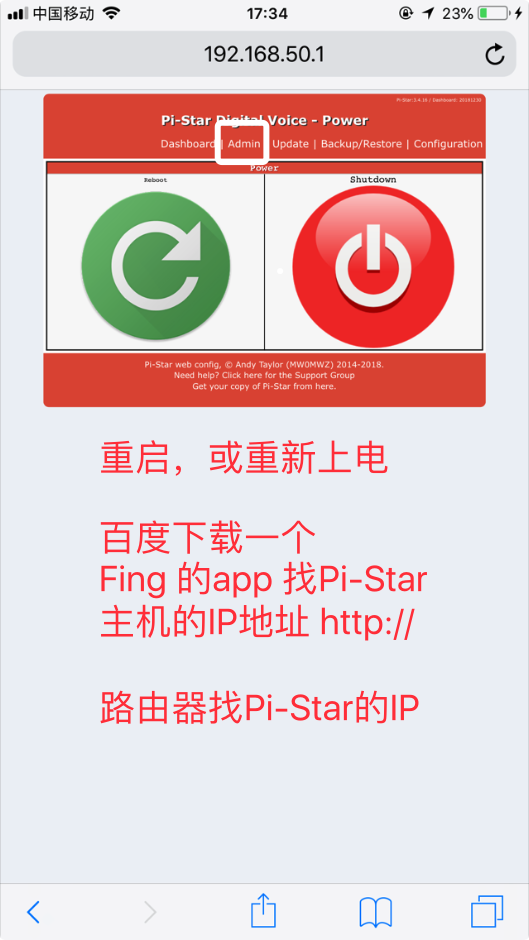 中国移动 17:34 23%
192.168.50.1
Pi-Star:3.4.16 / Dashboard: 20181210
Pi-Star Digital Voice - Power
Dashboard | Admin | Update | Backup/Restore | Configuration
Power
Reboot Shutdown
Pi-Star web config, © Andy Taylor (MW0MWZ) 2014-2018.
Need help? Click here for the Support Group
Get your copy of Pi-Star from here.
重启，或重新上电
百度下载一个
Fing 的app 找Pi-Star
主机的IP地址 http://
路由器找Pi-Star的IP